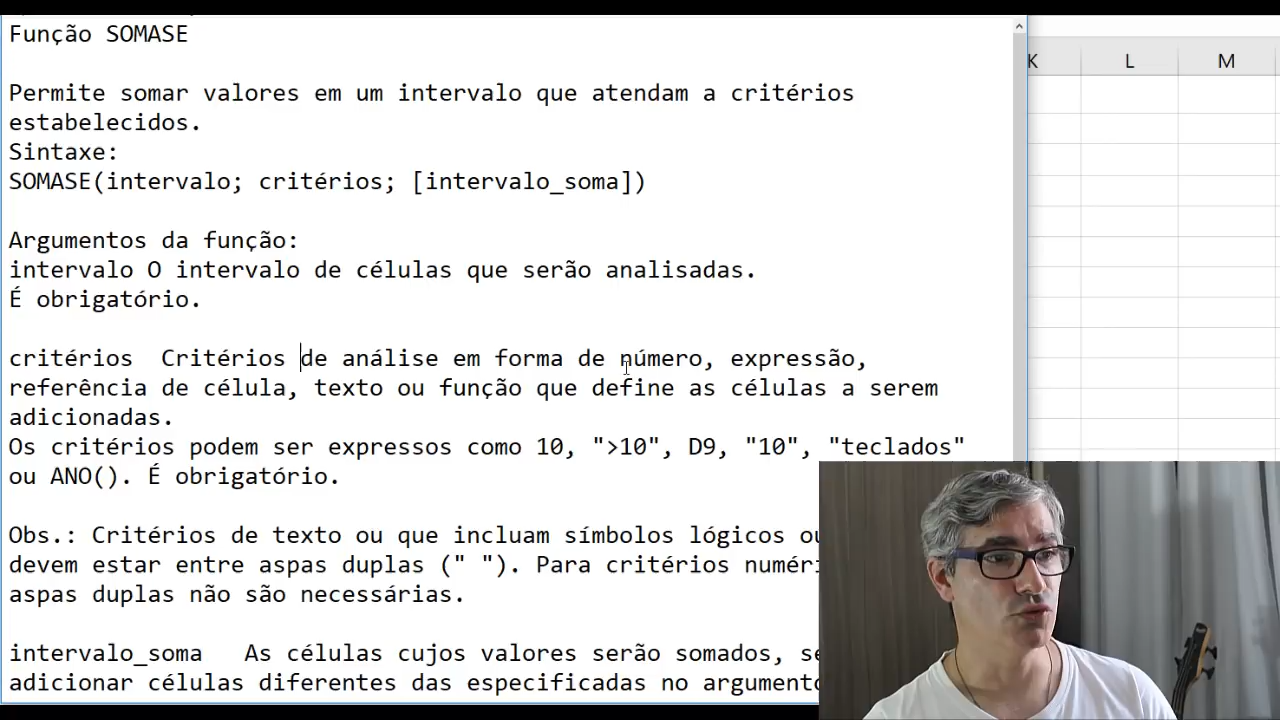 Função SOMASE
K L M
Permite somar valores em um intervalo que atendam a critérios
estabelecidos.
Sintaxe:
SOMASE(intervalo; critérios; [intervalo_soma])
Argumentos da função:
intervalo O intervalo de células que serão analisadas.
É obrigatório.
critérios Critérios de análise em forma de número, expressão,
referência de célula, texto ou função que define as células a serem
adicionadas.
Os critérios podem ser expressos como 10, ">10", D9, "10", "teclados"
ou ANO(). É obrigatório.
Obs.: Critérios de texto ou que incluam símbolos lógicos
devem estar entre aspas duplas (" "). Para critérios
aspas duplas não são necessárias.
intervalo_soma As células cujos valores serão somados,
adicionar células diferentes das especificadas no argumento